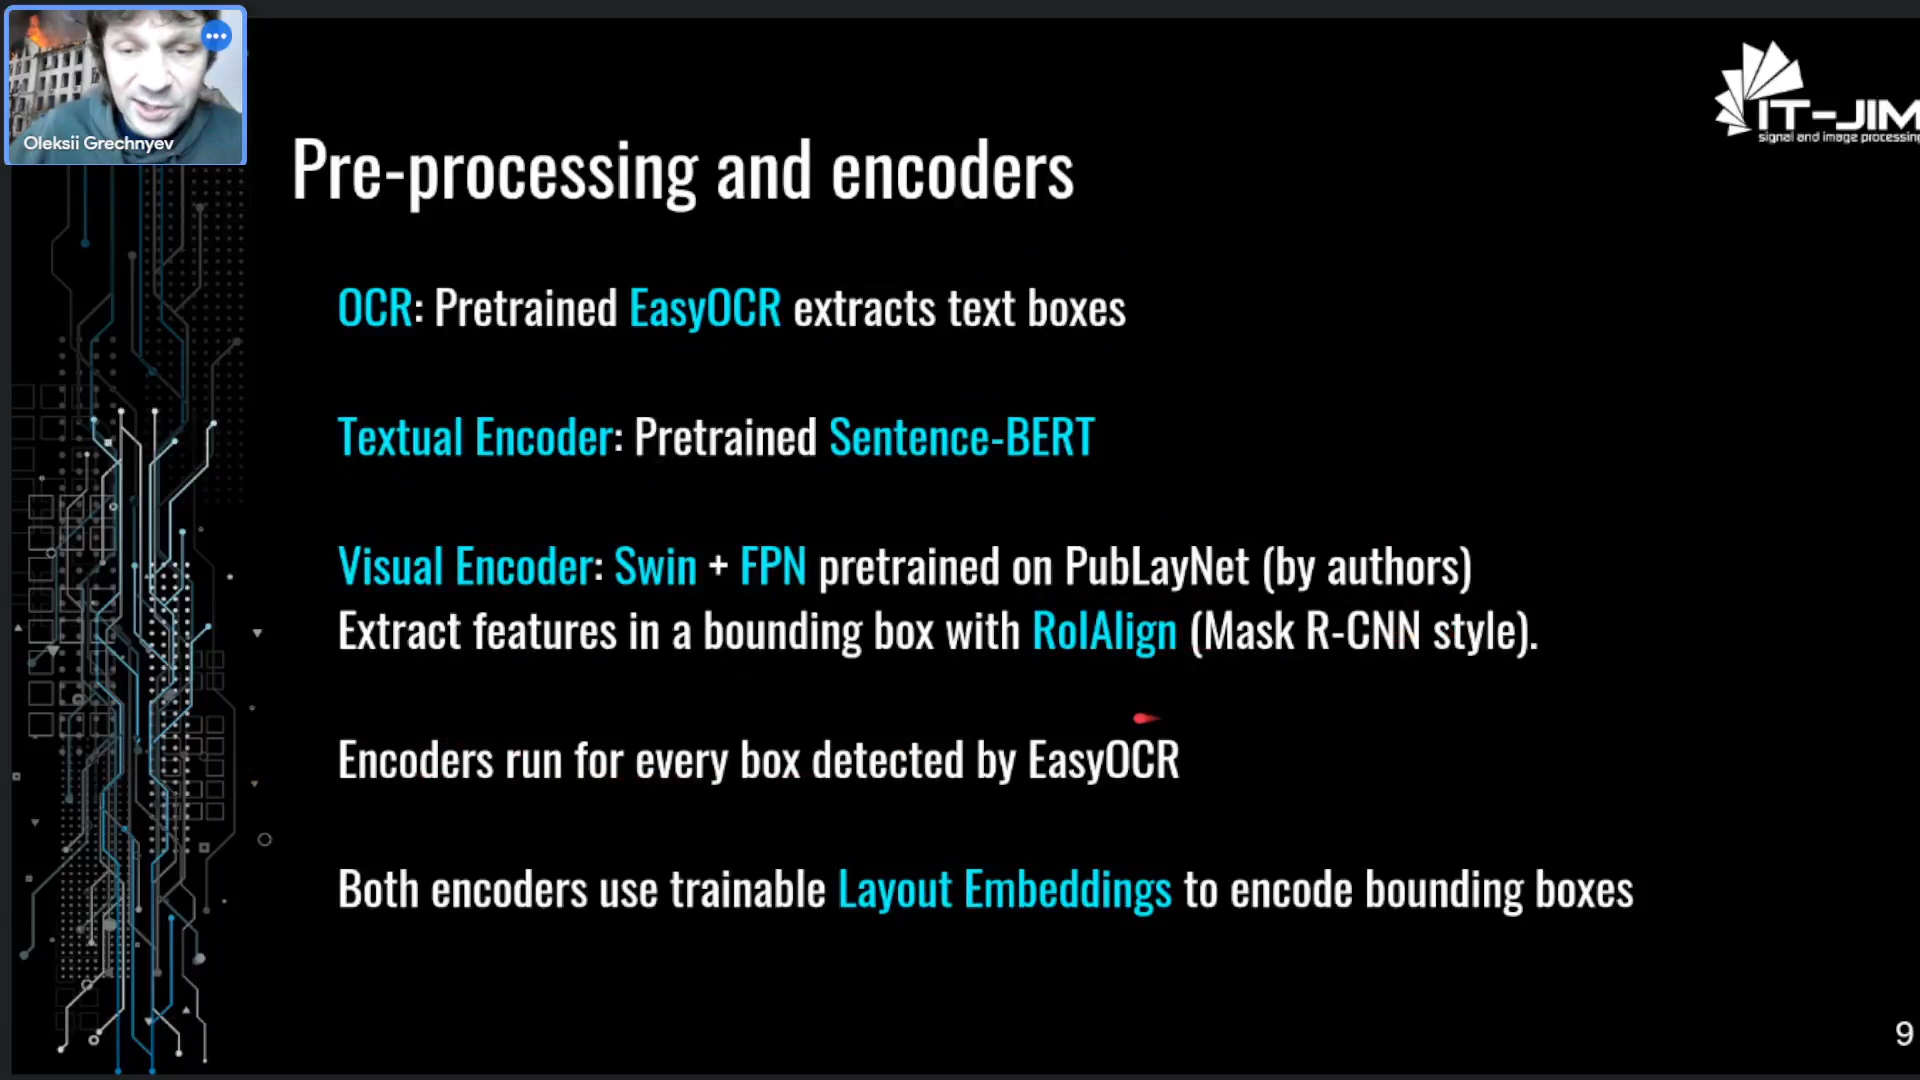 Oleksii Grechnyev
IT-JIM
signal and image processing
Pre-processing and encoders
OCR: Pretrained EasyOCR extracts text boxes
Textual Encoder: Pretrained Sentence-BERT
Visual Encoder: Swin + FPN pretrained on PubLayNet (by authors)
Extract features in a bounding box with RoIAlign (Mask R-CNN style).
Encoders run for every box detected by EasyOCR
Both encoders use trainable Layout Embeddings to encode bounding boxes
9